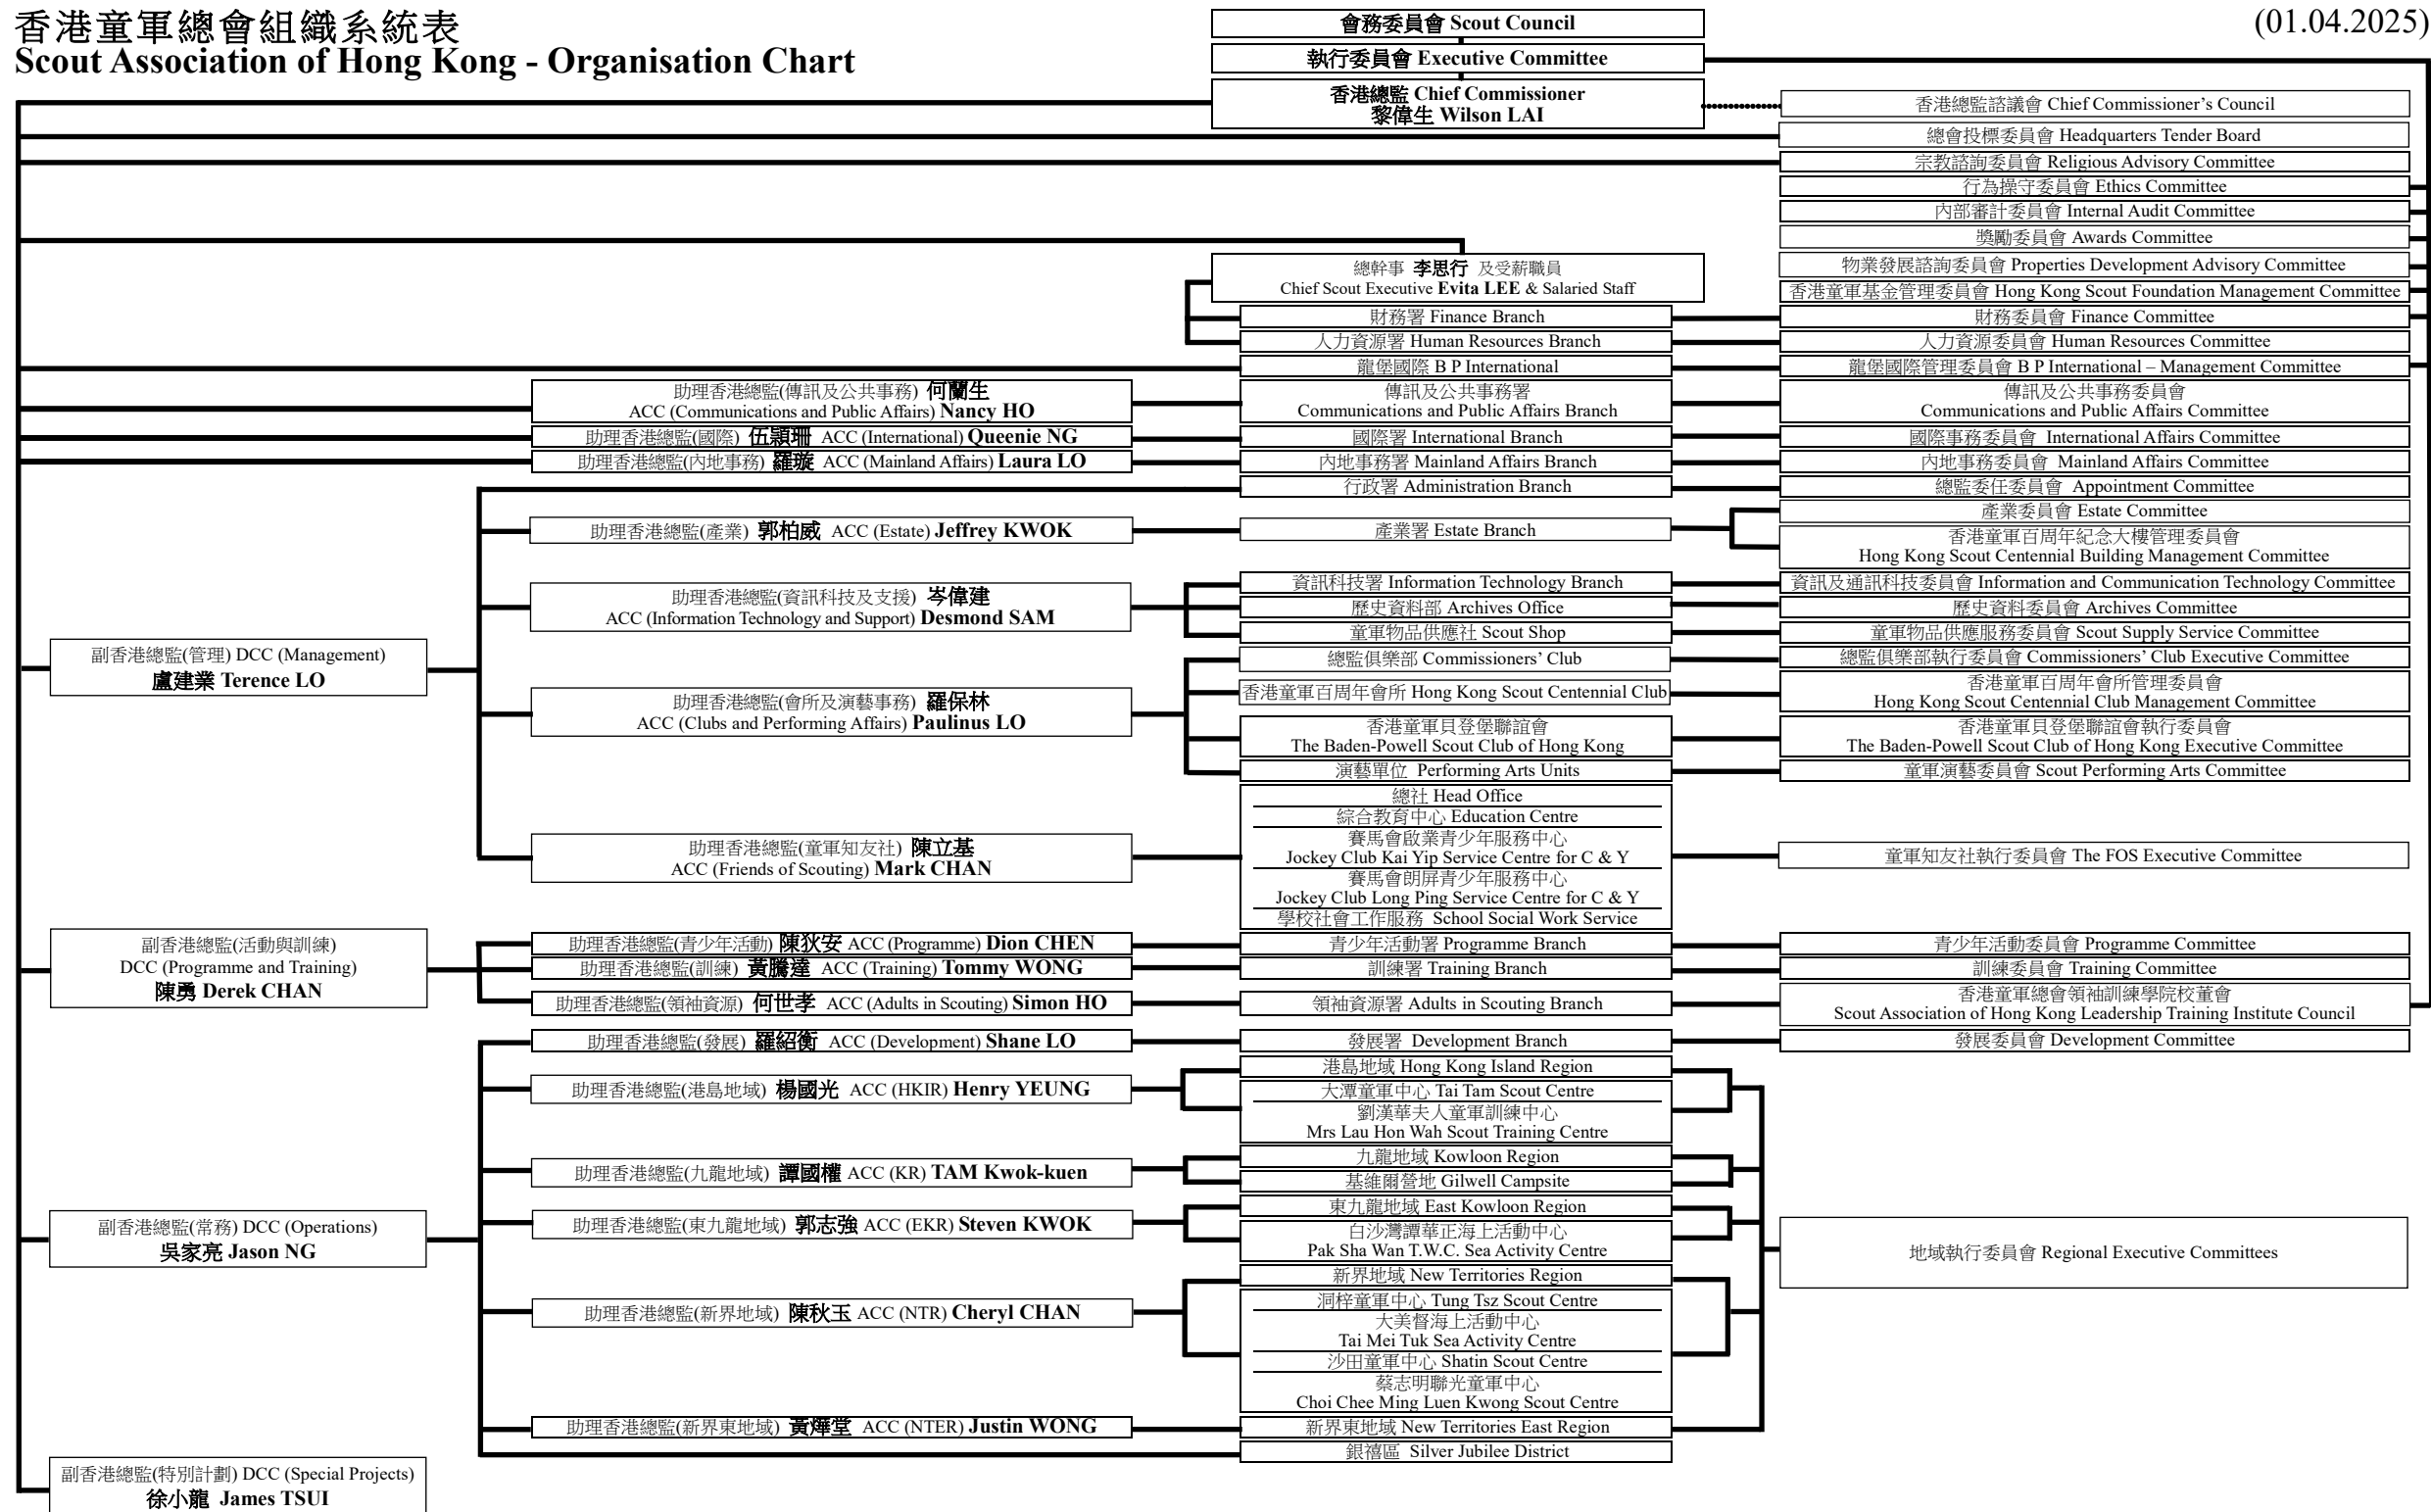 香港童軍總會組織系統表
Scout Association of Hong Kong - Organisation Chart
(01.04.2025)
會務委員會 Scout Council
執行委員會 Executive Committee
香港總監 Chief Commissioner
黎偉生 Wilson LAI
香港總監諮議會 Chief Commissioner’s Council
總會投標委員會 Headquarters Tender Board
宗教諮詢委員會 Religious Advisory Committee
行為操守委員會 Ethics Committee
內部審計委員會 Internal Audit Committee
獎勵委員會 Awards Committee
物業發展諮詢委員會 Properties Development Advisory Committee
香港童軍基金管理委員會 Hong Kong Scout Foundation Management Committee
總幹事 李思行 及受薪職員
Chief Scout Executive Evita LEE & Salaried Staff
財務署 Finance Branch
財務委員會 Finance Committee
人力資源署 Human Resources Branch
人力資源委員會 Human Resources Committee
龍堡國際 B P International
龍堡國際管理委員會 B P International – Management Committee
助理香港總監(傳訊及公共事務) 何蘭生
ACC (Communications and Public Affairs) Nancy HO
傳訊及公共事務署
Communications and Public Affairs Branch
傳訊及公共事務委員會
Communications and Public Affairs Committee
助理香港總監(國際) 伍穎珊 ACC (International) Queenie NG
國際署 International Branch
國際事務委員會 International Affairs Committee
助理香港總監(內地事務) 羅璇 ACC (Mainland Affairs) Laura LO
內地事務署 Mainland Affairs Branch
內地事務委員會 Mainland Affairs Committee
行政署 Administration Branch
總監委任委員會 Appointment Committee
助理香港總監(產業) 郭柏威 ACC (Estate) Jeffrey KWOK
產業署 Estate Branch
產業委員會 Estate Committee
香港童軍百周年紀念大樓管理委員會
Hong Kong Scout Centennial Building Management Committee
助理香港總監(資訊科技及支援) 岑偉建
ACC (Information Technology and Support) Desmond SAM
資訊科技署 Information Technology Branch
資訊及通訊科技委員會 Information and Communication Technology Committee
歷史資料部 Archives Office
歷史資料委員會 Archives Committee
童軍物品供應社 Scout Shop
童軍物品供應服務委員會 Scout Supply Service Committee
副香港總監(管理) DCC (Management)
盧建業 Terence LO
助理香港總監(會所及演藝事務) 羅保林
ACC (Clubs and Performing Affairs) Paulinus LO
總監俱樂部 Commissioners’ Club
總監俱樂部執行委員會 Commissioners’ Club Executive Committee
香港童軍百周年會所 Hong Kong Scout Centennial Club
香港童軍百周年會所管理委員會
Hong Kong Scout Centennial Club Management Committee
香港童軍貝登堡聯誼會
The Baden-Powell Scout Club of Hong Kong
香港童軍貝登堡聯誼會執行委員會
The Baden-Powell Scout Club of Hong Kong Executive Committee
演藝單位 Performing Arts Units
童軍演藝委員會 Scout Performing Arts Committee
助理香港總監(童軍知友社) 陳立基
ACC (Friends of Scouting) Mark CHAN
總社 Head Office
綜合教育中心 Education Centre
賽馬會啟業青少年服務中心
Jockey Club Kai Yip Service Centre for C & Y
賽馬會朗屏青少年服務中心
Jockey Club Long Ping Service Centre for C & Y
學校社會工作服務 School Social Work Service
童軍知友社執行委員會 The FOS Executive Committee
副香港總監(活動與訓練)
DCC (Programme and Training)
陳勇 Derek CHAN
助理香港總監(青少年活動) 陳狄安 ACC (Programme) Dion CHEN
青少年活動署 Programme Branch
青少年活動委員會 Programme Committee
助理香港總監(訓練) 黃騰達 ACC (Training) Tommy WONG
訓練署 Training Branch
訓練委員會 Training Committee
助理香港總監(領袖資源) 何世孝 ACC (Adults in Scouting) Simon HO
領袖資源署 Adults in Scouting Branch
香港童軍總會領袖訓練學院校董會
Scout Association of Hong Kong Leadership Training Institute Council
助理香港總監(發展) 羅紹衡 ACC (Development) Shane LO
發展署 Development Branch
發展委員會 Development Committee
助理香港總監(港島地域) 楊國光 ACC (HKIR) Henry YEUNG
港島地域 Hong Kong Island Region
大潭童軍中心 Tai Tam Scout Centre
劉漢華夫人童軍訓練中心
Mrs Lau Hon Wah Scout Training Centre
助理香港總監(九龍地域) 譚國權 ACC (KR) TAM Kwok-kuen
九龍地域 Kowloon Region
基維爾營地 Gilwell Campsite
副香港總監(常務) DCC (Operations)
吳家亮 Jason NG
助理香港總監(東九龍地域) 郭志強 ACC (EKR) Steven KWOK
東九龍地域 East Kowloon Region
白沙灣譚華正海上活動中心
Pak Sha Wan T.W.C. Sea Activity Centre
地域執行委員會 Regional Executive Committees
助理香港總監(新界地域) 陳秋玉 ACC (NTR) Cheryl CHAN
新界地域 New Territories Region
洞梓童軍中心 Tung Tsz Scout Centre
大美督海上活動中心
Tai Mei Tuk Sea Activity Centre
沙田童軍中心 Shatin Scout Centre
蔡志明聯光童軍中心
Choi Chee Ming Luen Kwong Scout Centre
助理香港總監(新界東地域) 黃燁堂 ACC (NTER) Justin WONG
新界東地域 New Territories East Region
銀禧區 Silver Jubilee District
副香港總監(特別計劃) DCC (Special Projects)
徐小龍 James TSUI